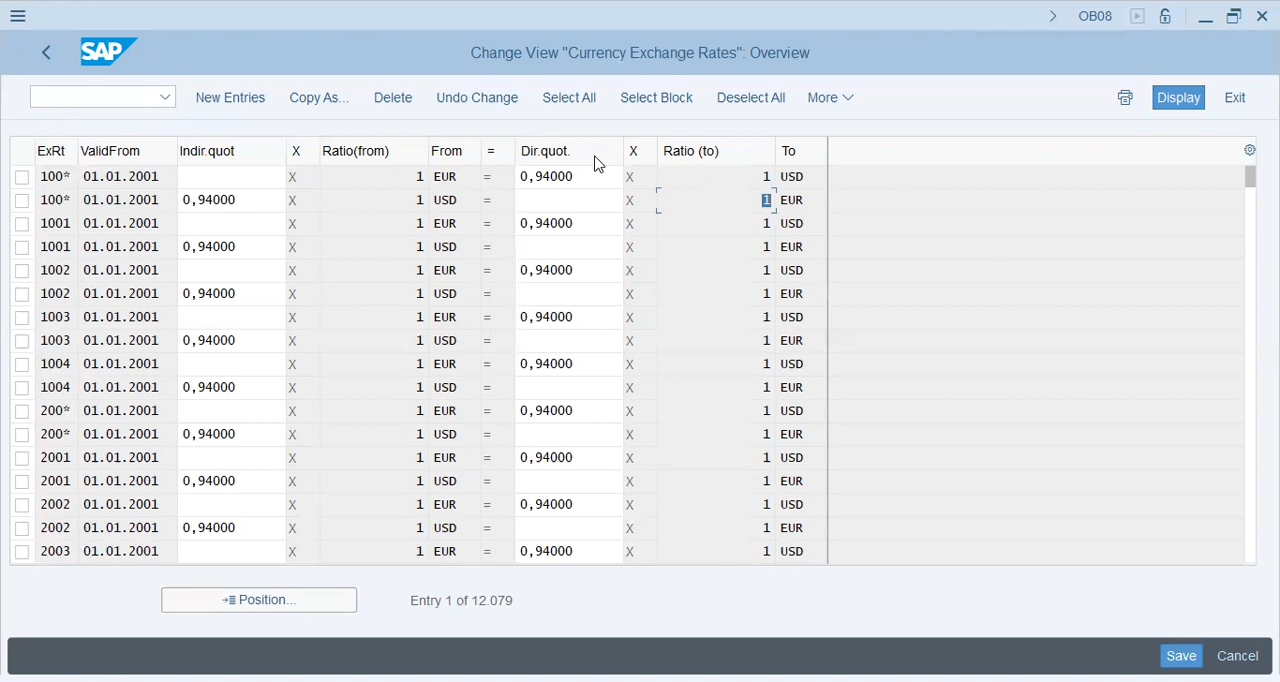 OB08
SAP
Change View "Currency Exchange Rates": Overview
New Entries Copy As... Delete Undo Change Select All Select Block Deselect All More Display Exit
ExRt ValidFrom Indir.quot X Ratio(from) From = Dir.quot. X Ratio (to) To
100* 01.01.2001 X 1 EUR = 0,94000 X 1 USD
100* 01.01.2001 0,94000 X 1 USD = X 1 EUR
1001 01.01.2001 X 1 EUR = 0,94000 X 1 USD
1001 01.01.2001 0,94000 X 1 USD = X 1 EUR
1002 01.01.2001 X 1 EUR = 0,94000 X 1 USD
1002 01.01.2001 0,94000 X 1 USD = X 1 EUR
1003 01.01.2001 X 1 EUR = 0,94000 X 1 USD
1003 01.01.2001 0,94000 X 1 USD = X 1 EUR
1004 01.01.2001 X 1 EUR = 0,94000 X 1 USD
1004 01.01.2001 0,94000 X 1 USD = X 1 EUR
200* 01.01.2001 X 1 EUR = 0,94000 X 1 USD
200* 01.01.2001 0,94000 X 1 USD = X 1 EUR
2001 01.01.2001 X 1 EUR = 0,94000 X 1 USD
2001 01.01.2001 0,94000 X 1 USD = X 1 EUR
2002 01.01.2001 X 1 EUR = 0,94000 X 1 USD
2002 01.01.2001 0,94000 X 1 USD = X 1 EUR
2003 01.01.2001 X 1 EUR = 0,94000 X 1 USD
Position... Entry 1 of 12.079
Save Cancel